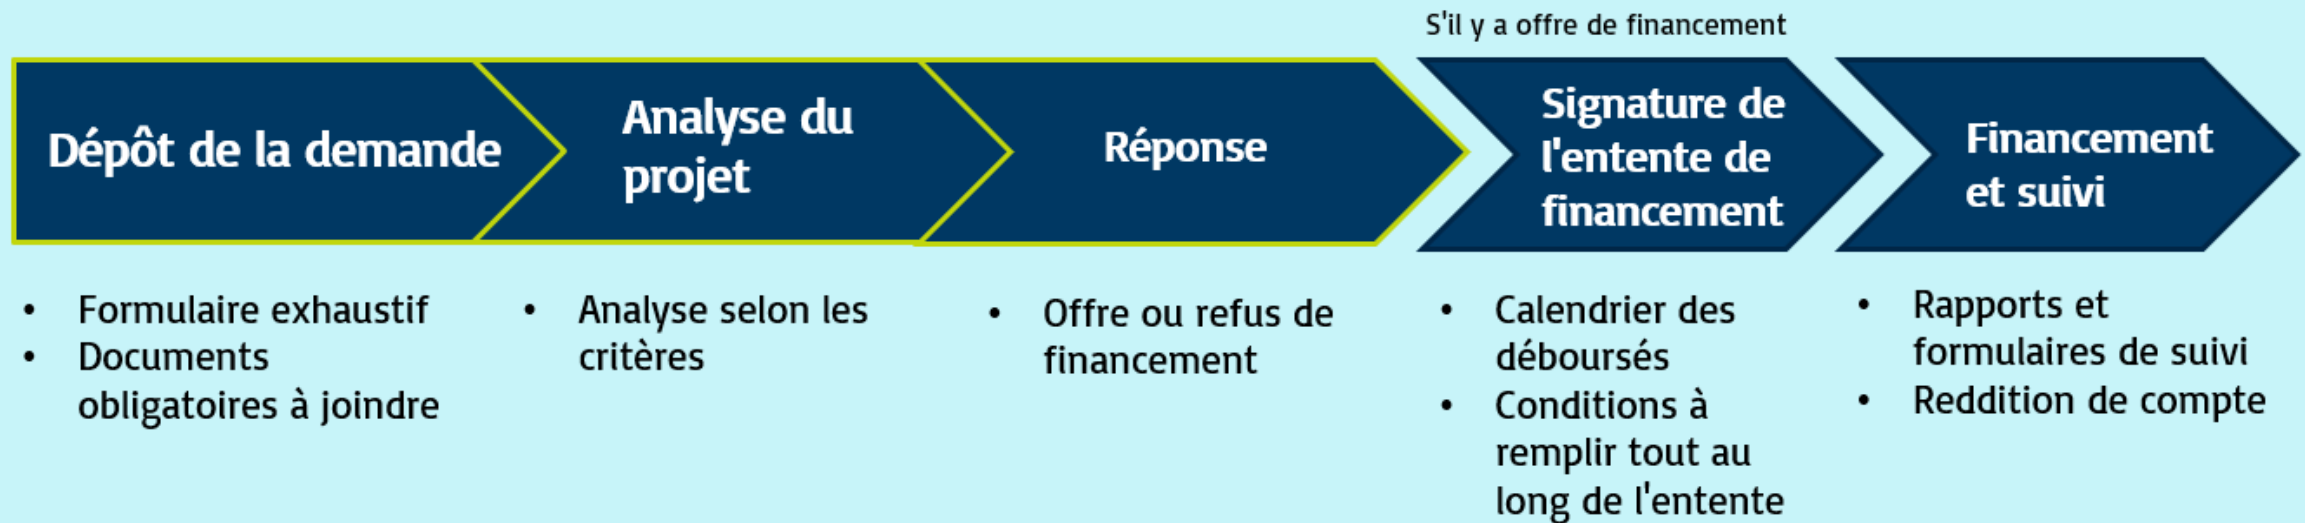 S'il y a offre de financement
Dépôt de la demande
Analyse du
projet
Réponse
Signature de
l'entente de
financement
Financement
et suivi
• Formulaire exhaustif
• Documents
obligatoires à joindre
• Analyse selon les
critères
• Offre ou refus de
financement
• Calendrier des
déboursés
• Conditions à
remplir tout au
long de l'entente
• Rapports et
formulaires de suivi
• Reddition de compte